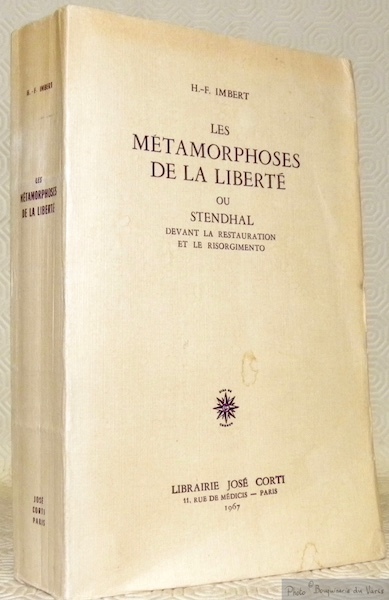 H.-F. IMBERT
LES
MÉTAMORPHOSES
DE LA LIBERTÉ
JOSÉ
CORTI
PARIS
H.-F. IMBERT
LES
MÉTAMORPHOSES
DE LA LIBERTÉ
OU
STENDHAL
DEVANT LA RESTAURATION
ET LE RISORGIMENTO
LIBRAIRIE JOSÉ CORTI
11, RUE DE MÉDICIS — PARIS
1967
Photo © Bouquinerie du Varis